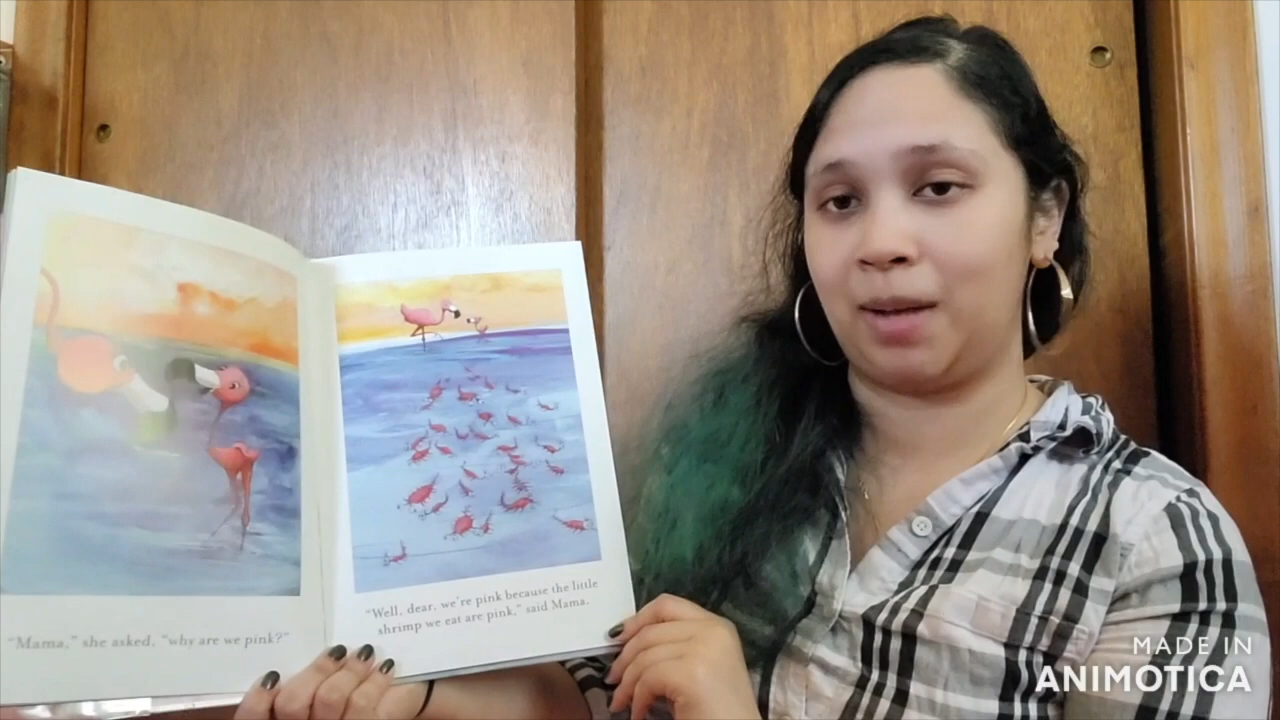 "Mama," she asked, "why are we pink?"
"Well, dear, we're pink because the little
shrimp we eat are pink," said Mama.
MADE IN
ANIMOTICA